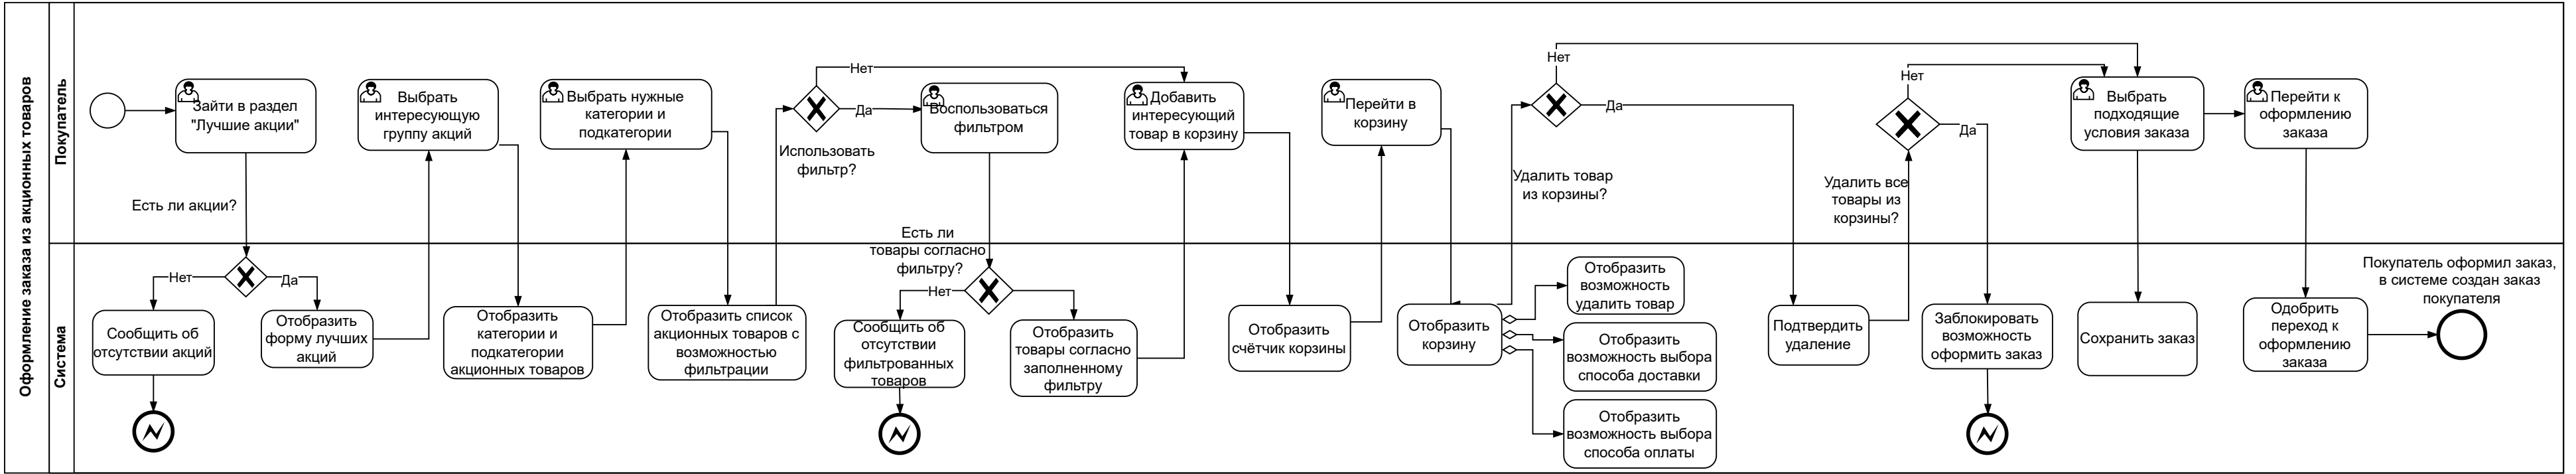 Оформление заказа из акционных товаров
Покупатель
Зайти в раздел
"Лучшие акции"
Есть ли акции?
Выбрать
интересующую
группу акций
Выбрать нужные
категории и
подкатегории
Использовать
фильтр?
Нет
Да
Воспользоваться
фильтром
Добавить
интересующий
товар в корзину
Перейти в
корзину
Нет
Да
Удалить товар
из корзины?
Нет
Да
Удалить все
товары из
корзины?
Выбрать
подходящие
условия заказа
Перейти к
оформлению
заказа
Система
Нет
Да
Сообщить об
отсутствии акций
Отобразить
форму лучших
акций
Отобразить
категории и
подкатегории
акционных товаров
Отобразить список
акционных товаров с
возможностью
фильтрации
Есть ли
товары согласно
фильтру?
Нет
Сообщить об
отсутствии
фильтрованных
товаров
Отобразить
товары согласно
заполненному
фильтру
Отобразить
счётчик корзины
Отобразить
корзину
Отобразить
возможность
удалить товар
Отобразить
возможность выбора
способа доставки
Отобразить
возможность выбора
способа оплаты
Подтвердить
удаление
Заблокировать
возможность
оформить заказ
Сохранить заказ
Одобрить
переход к
оформлению
заказа
Покупатель оформил заказ,
в системе создан заказ
покупателя